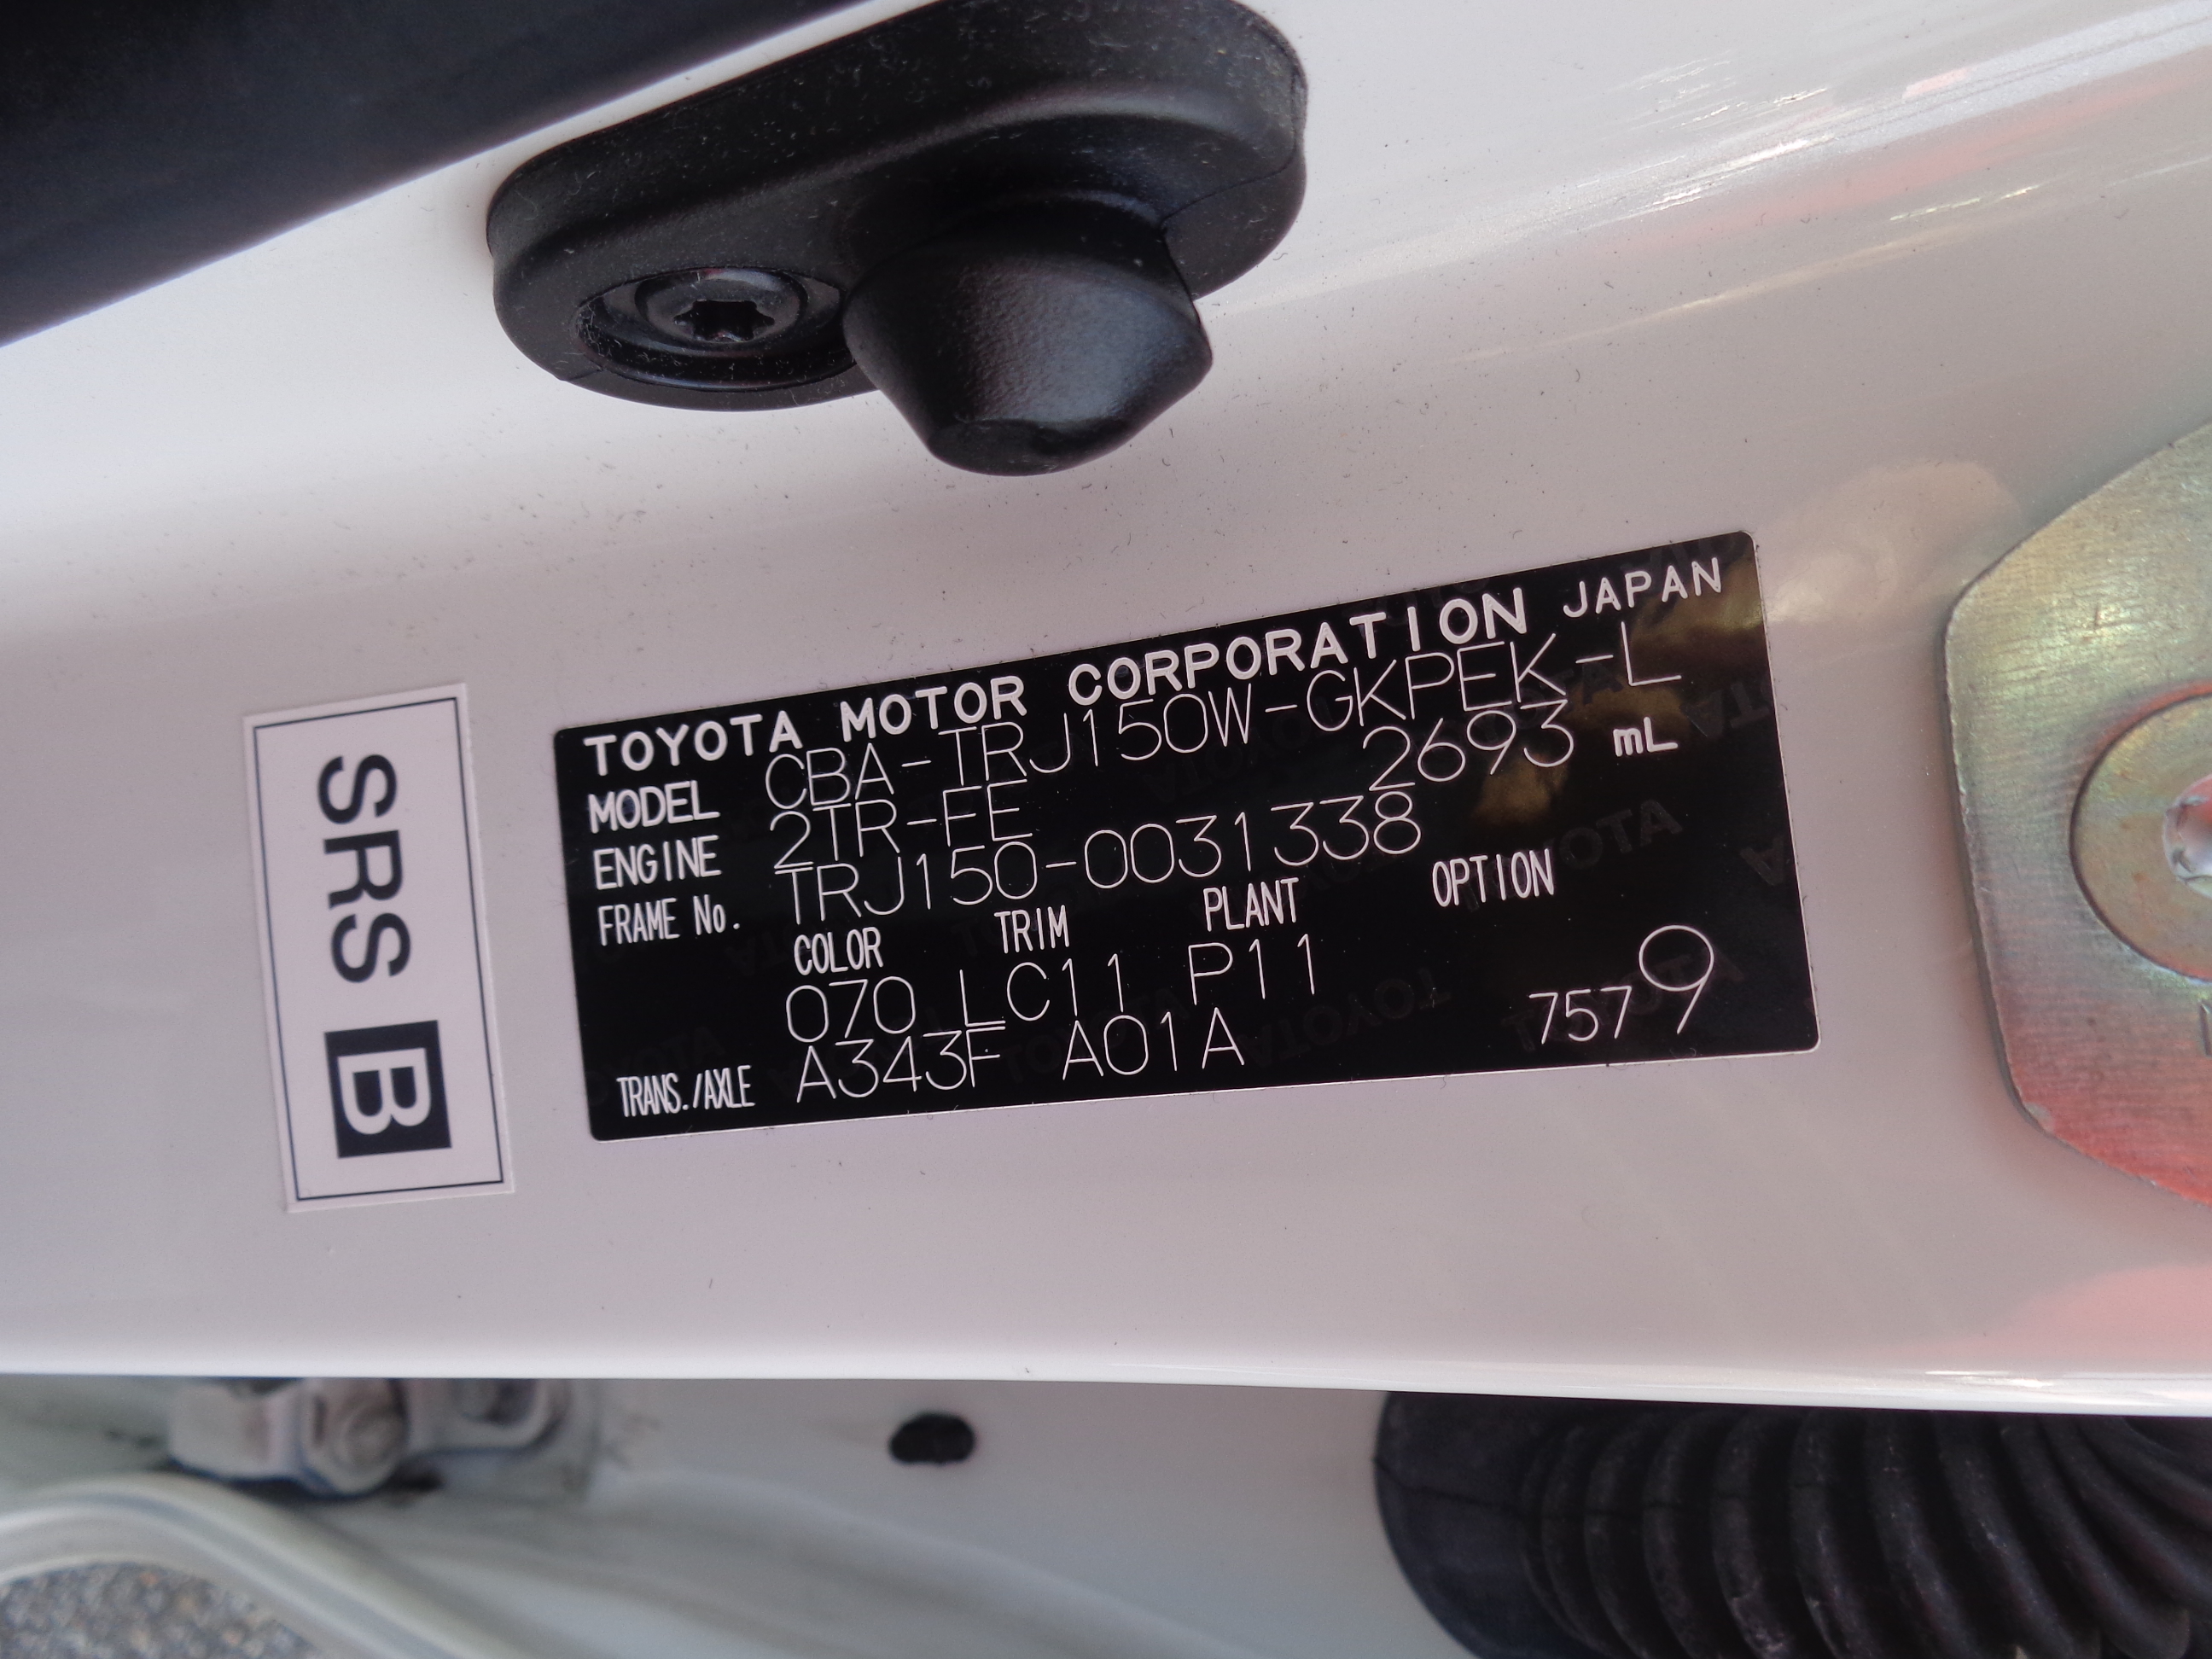 TOYOTA MOTOR CORPORATION JAPAN
MODEL CBA-TRJ150W-GKPEK-L
ENGINE 2TR-FE 2693 mL
FRAME No. TRJ150-0031338
COLOR TRIM PLANT OPTION
070 LC11 P11
TRANS./AXLE A343F A01A 7579
SRS B